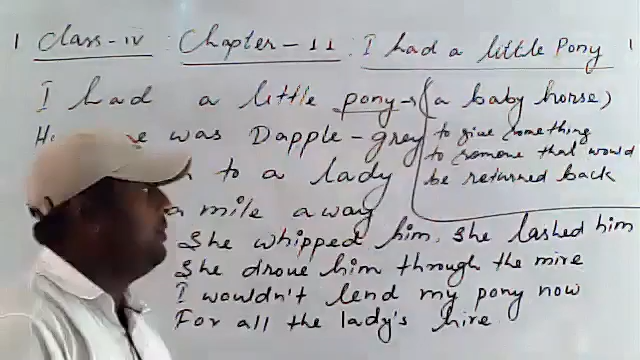 Class-iv Chapter-11: I had a little Pony
I had a little pony→ (a baby horse)
was Dapple-grey to give something
to a lady to someone that would
a mile away be returned back
She whipped him, She lashed him
She drove him through the mire
I wouldn't lend my pony now
For all the lady's hire.